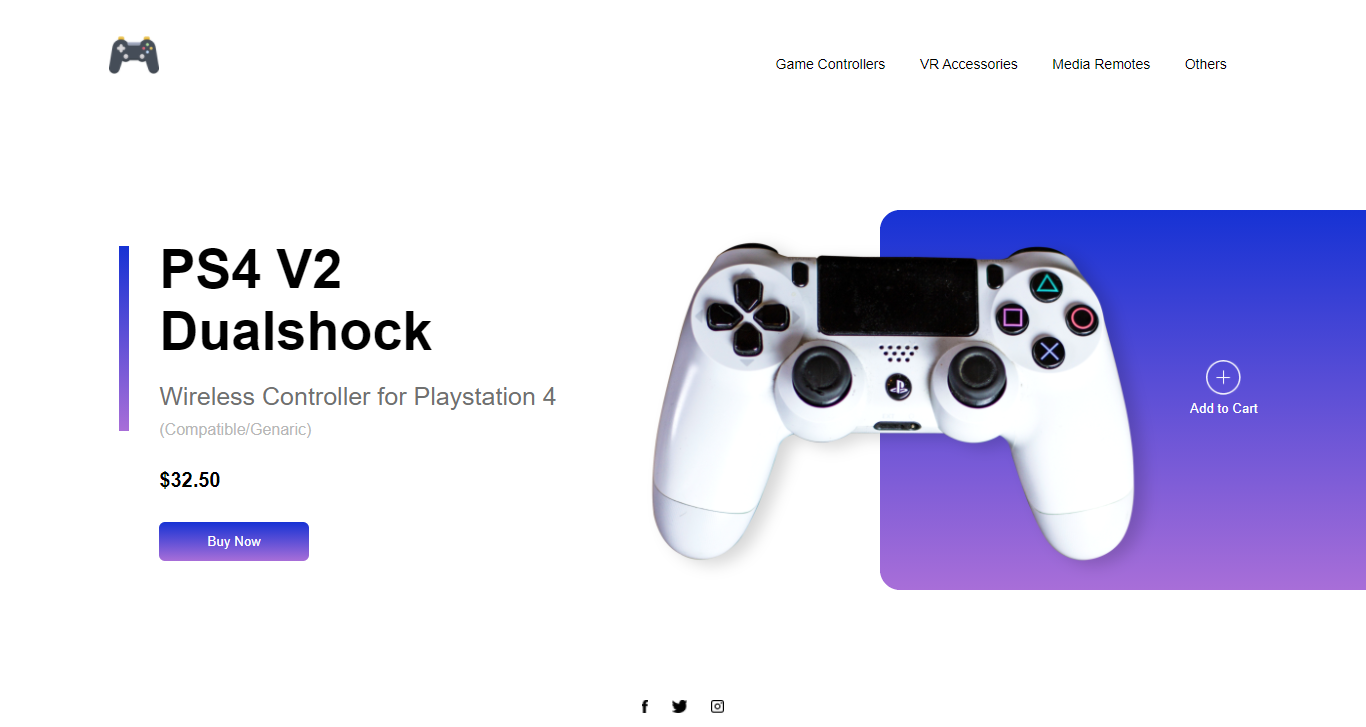 Game Controllers VR Accessories Media Remotes Others
PS4 V2
Dualshock
Wireless Controller for Playstation 4
(Compatible/Genaric)
$32.50
Buy Now
Add to Cart